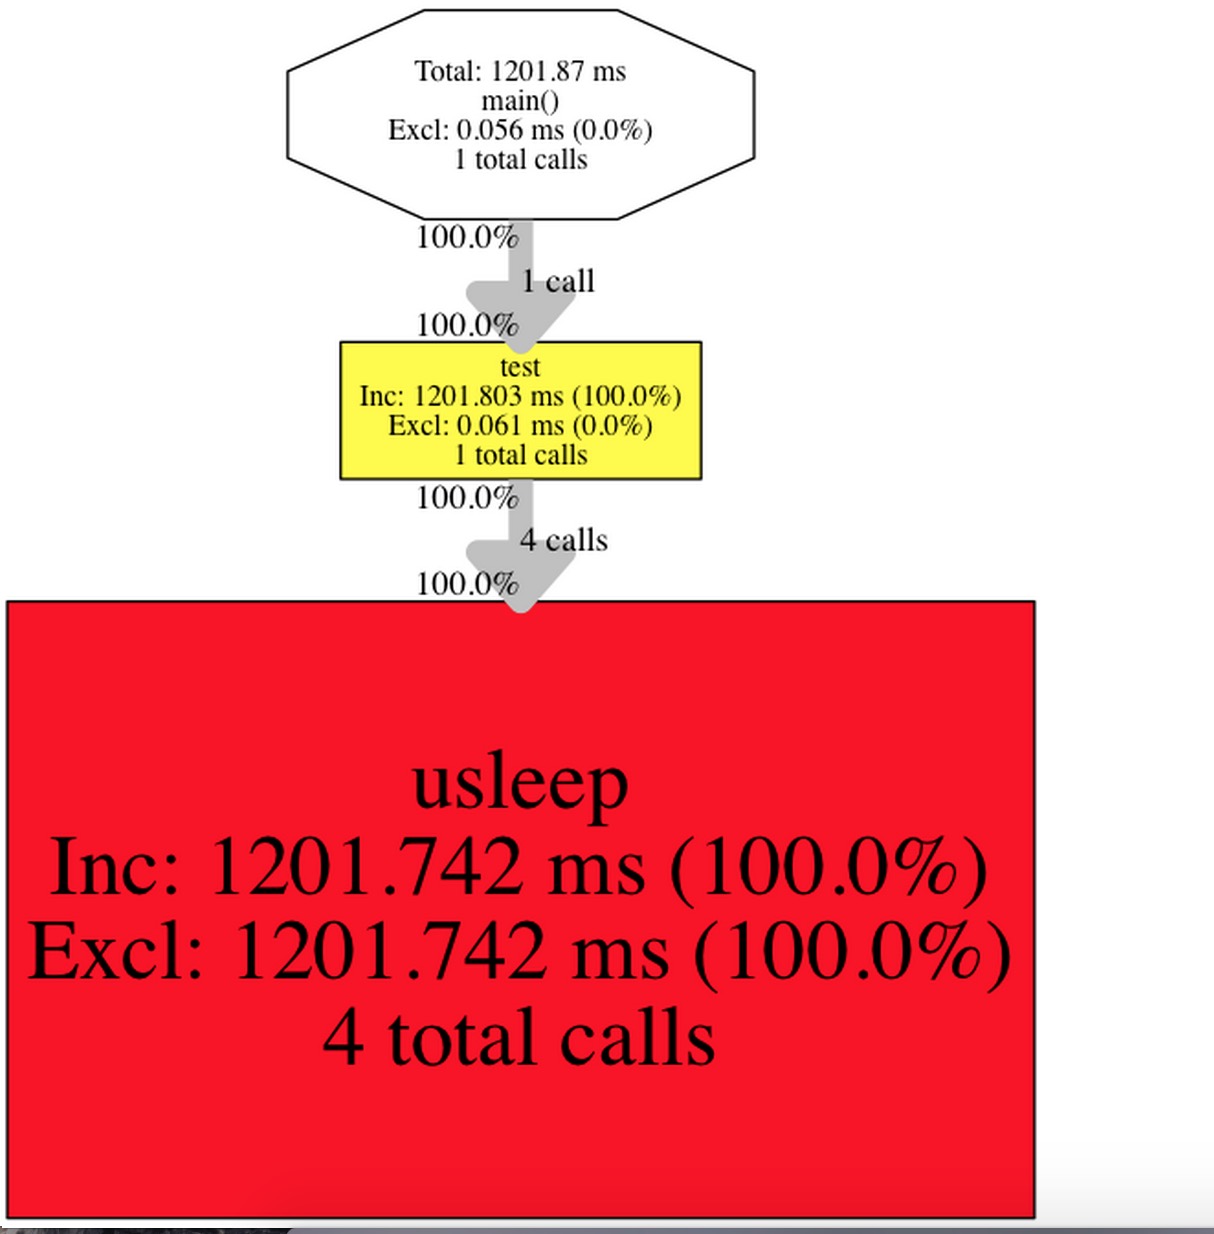 Total: 1201.87 ms
main()
Excl: 0.056 ms (0.0%)
1 total calls
100.0%
1 call
100.0%
test
Inc: 1201.803 ms (100.0%)
Excl: 0.061 ms (0.0%)
1 total calls
100.0%
4 calls
100.0%
usleep
Inc: 1201.742 ms (100.0%)
Excl: 1201.742 ms (100.0%)
4 total calls